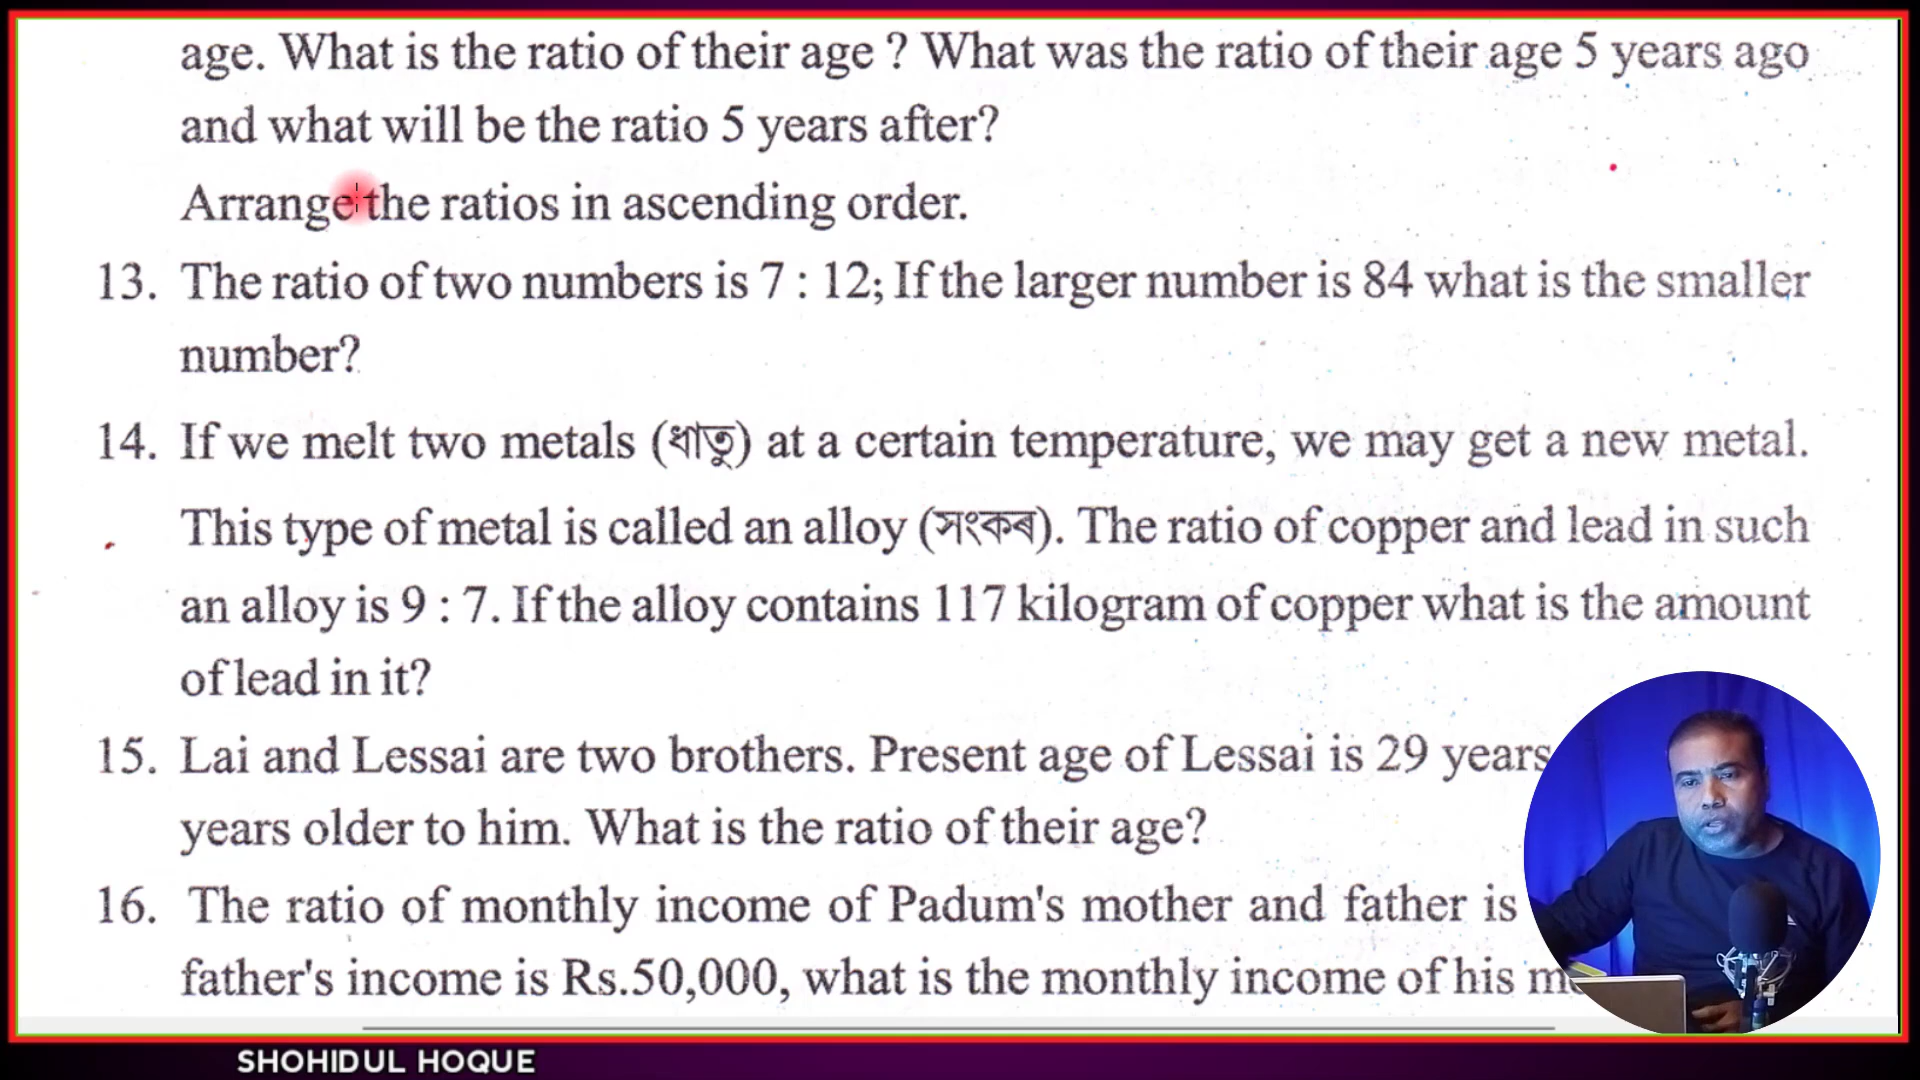 age. What is the ratio of their age ? What was the ratio of their age 5 years ago
and what will be the ratio 5 years after?
Arrange the ratios in ascending order.
13. The ratio of two numbers is 7 : 12; If the larger number is 84 what is the smaller
number?
14. If we melt two metals (ধাতু) at a certain temperature, we may get a new metal.
This type of metal is called an alloy (সংকৰ). The ratio of copper and lead in such
an alloy is 9 : 7. If the alloy contains 117 kilogram of copper what is the amount
of lead in it?
15. Lai and Lessai are two brothers. Present age of Lessai is 29 years
years older to him. What is the ratio of their age?
16. The ratio of monthly income of Padum's mother and father is
father's income is Rs.50,000, what is the monthly income of his
SHOHIDUL HOQUE